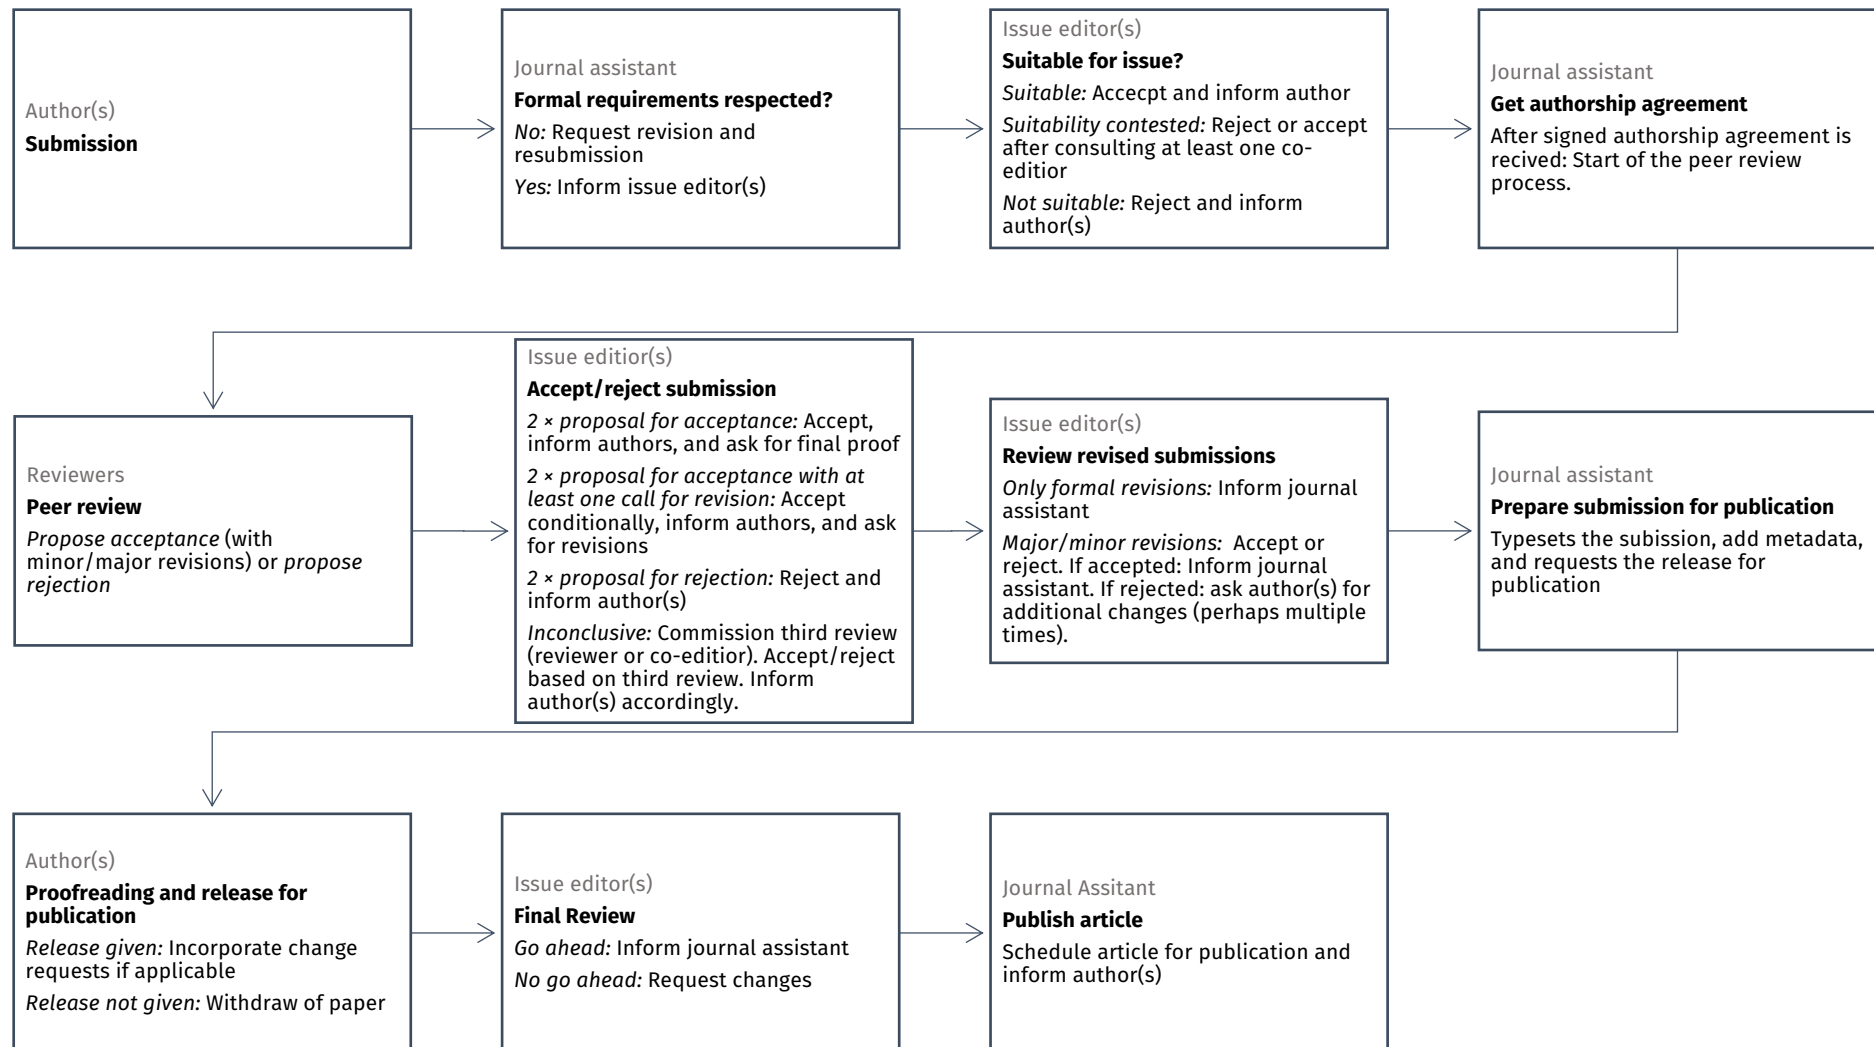 Author(s)
Submission
Journal assistant
Formal requirements respected?
No: Request revision and
resubmission
Yes: Inform issue editor(s)
Issue editor(s)
Suitable for issue?
Suitable: Accecpt and inform author
Suitability contested: Reject or accept
after consulting at least one co-
editior
Not suitable: Reject and inform
author(s)
Journal assistant
Get authorship agreement
After signed authorship agreement is
recived: Start of the peer review
process.
Reviewers
Peer review
Propose acceptance (with
minor/major revisions) or propose
rejection
Issue editior(s)
Accept/reject submission
2 × proposal for acceptance: Accept,
inform authors, and ask for final proof
2 × proposal for acceptance with at
least one call for revision: Accept
conditionally, inform authors, and ask
for revisions
2 × proposal for rejection: Reject and
inform author(s)
Inconclusive: Commission third review
(reviewer or co-editior). Accept/reject
based on third review. Inform
author(s) accordingly.
Issue editor(s)
Review revised submissions
Only formal revisions: Inform journal
assistant
Major/minor revisions:  Accept or
reject. If accepted: Inform journal
assistant. If rejected: ask author(s) for
additional changes (perhaps multiple
times).
Journal assistant
Prepare submission for publication
Typesets the subission, add metadata,
and requests the release for
publication
Author(s)
Proofreading and release for
publication
Release given: Incorporate change
requests if applicable
Release not given: Withdraw of paper
Issue editor(s)
Final Review
Go ahead: Inform journal assistant
No go ahead: Request changes
Journal Assitant
Publish article
Schedule article for publication and
inform author(s)